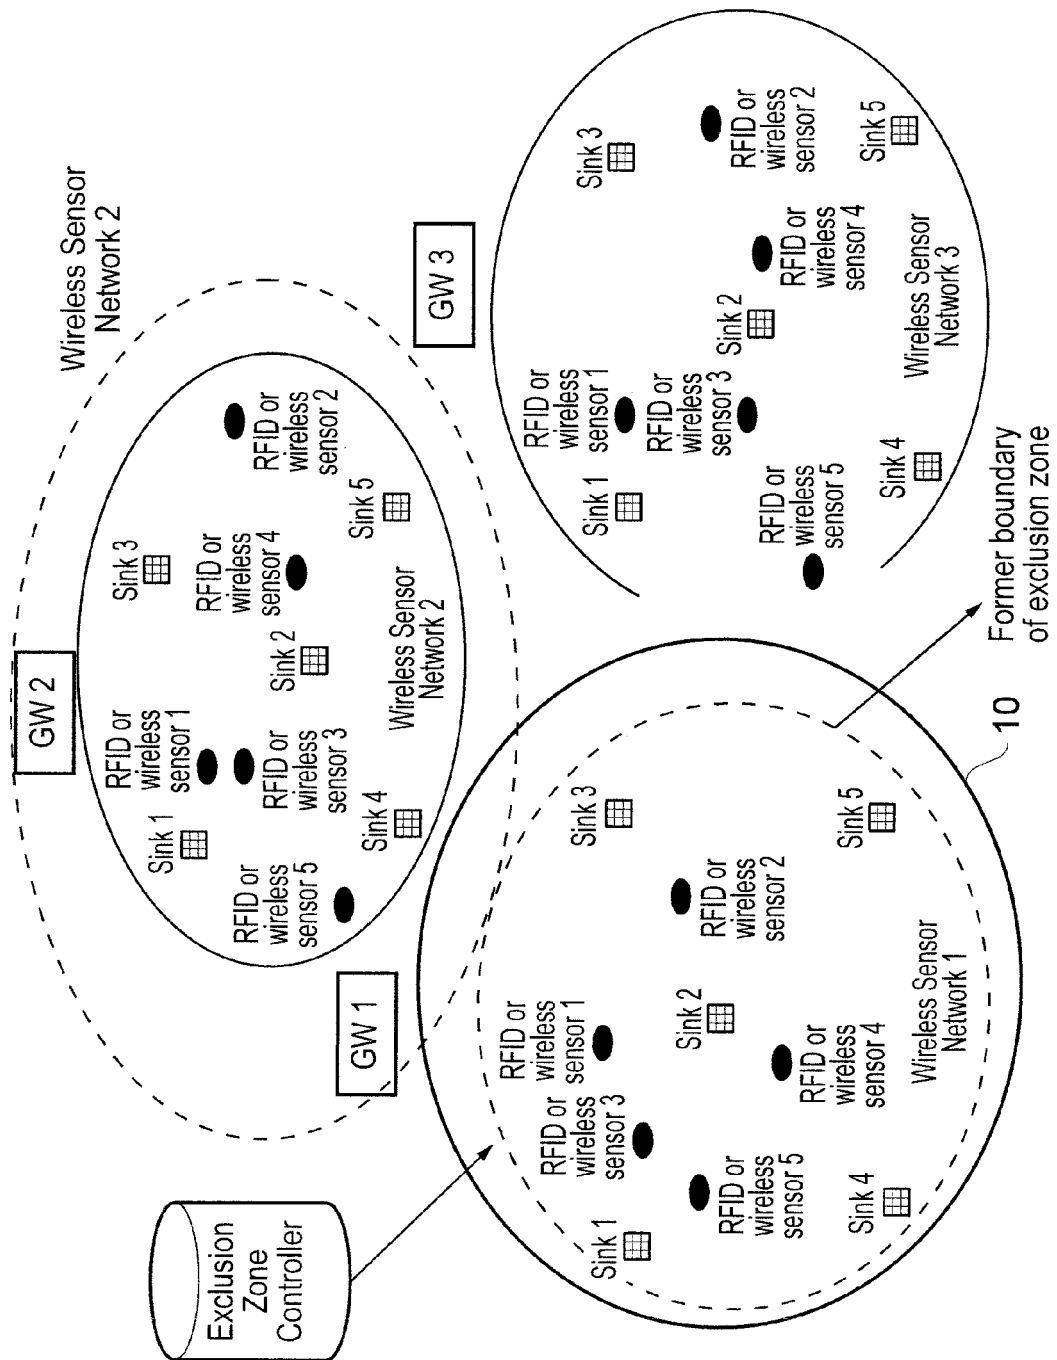 Exclusion
Zone
Controller
GW 1
GW 2
GW 3
Wireless Sensor
Network 2
Sink 1
RFID or
wireless
sensor 1
Sink 3
RFID or
wireless
sensor 3
Sink 2
RFID or
wireless
sensor 4
RFID or
wireless
sensor 2
RFID or
wireless
sensor 5
Sink 4
Sink 5
Wireless Sensor
Network 2
Sink 1
RFID or
wireless
sensor 3
RFID or
wireless
sensor 1
Sink 3
RFID or
wireless
sensor 5
Sink 2
RFID or
wireless
sensor 2
RFID or
wireless
sensor 4
Sink 4
Sink 5
Wireless Sensor
Network 1
10
Former boundary
of exclusion zone
Sink 1
RFID or
wireless
sensor 1
Sink 3
RFID or
wireless
sensor 3
Sink 2
RFID or
wireless
sensor 2
RFID or
wireless
sensor 5
RFID or
wireless
sensor 4
Sink 4
Sink 5
Wireless Sensor
Network 3